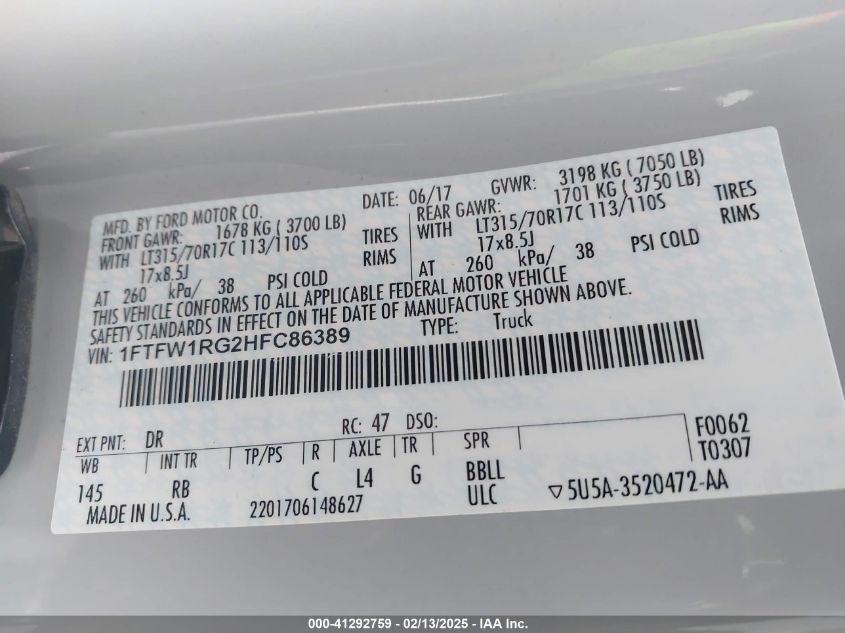 MFD. BY FORD MOTOR CO. DATE: 06/17 GVWR: 3198 KG ( 7050 LB)
FRONT GAWR: 1678 KG ( 3700 LB) REAR GAWR: 1701 KG ( 3750 LB)
WITH LT315/70R17C 113/110S TIRES WITH LT315/70R17C 113/110S TIRES
17x8.5J RIMS 17x8.5J RIMS
AT 260 kPa/ 38 PSI COLD AT 260 kPa/ 38 PSI COLD
THIS VEHICLE CONFORMS TO ALL APPLICABLE FEDERAL MOTOR VEHICLE
SAFETY STANDARDS IN EFFECT ON THE DATE OF MANUFACTURE SHOWN ABOVE.
VIN: 1FTFW1RG2HFC86389 TYPE: Truck
EXT PNT: DR RC: 47 DSO: F0062
WB INT TR TP/PS R AXLE TR SPR T0307
145 RB C L4 G BBLL
MADE IN U.S.A. 2201706148627 ULC ▽5U5A-3520472-AA
000-41292759 - 02/13/2025 - IAA Inc.